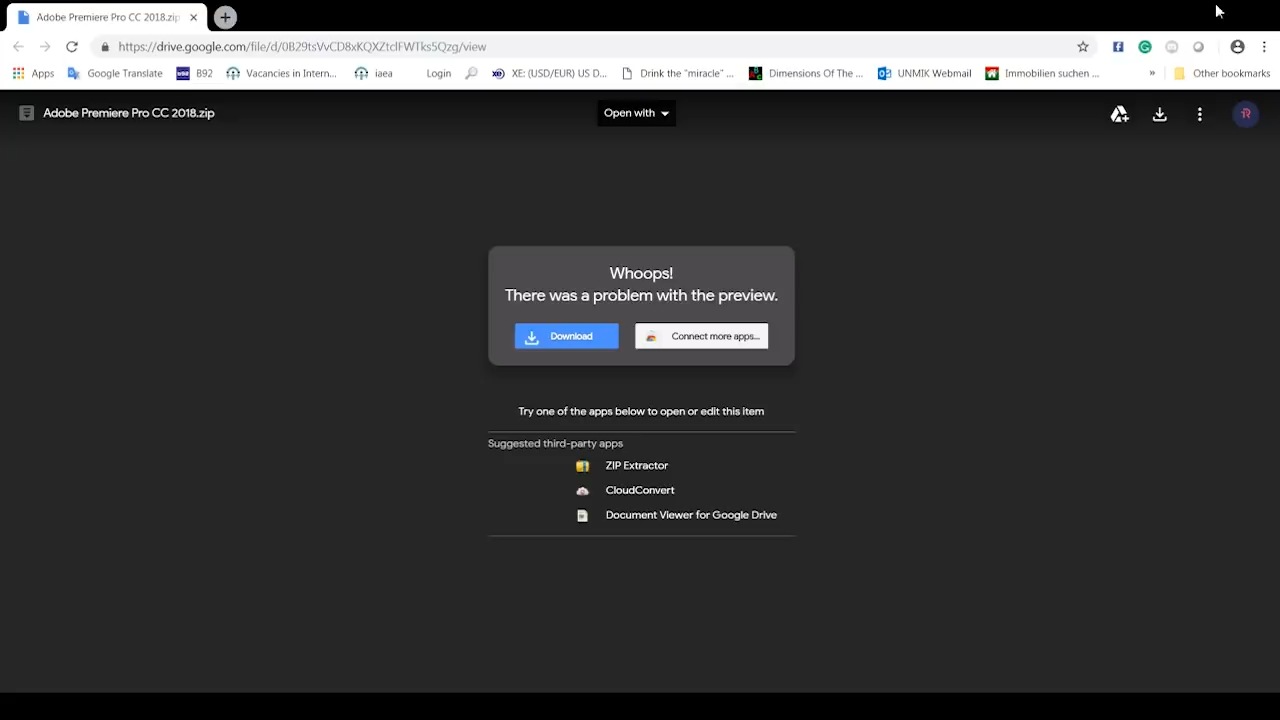 Adobe Premiere Pro CC 2018.zip
https://drive.google.com/file/d/0B29tsVvCD8xKQXZtclFWTks5Qzg/view
Apps Google Translate B92 Vacancies in Intern... iaea Login XE: (USD/EUR) US D... Drink the "miracle" ... Dimensions Of The ... UNMIK Webmail Immobilien suchen ... » Other bookmarks
Adobe Premiere Pro CC 2018.zip Open with
Whoops!
There was a problem with the preview.
Download Connect more apps...
Try one of the apps below to open or edit this item
Suggested third-party apps
ZIP Extractor
CloudConvert
Document Viewer for Google Drive